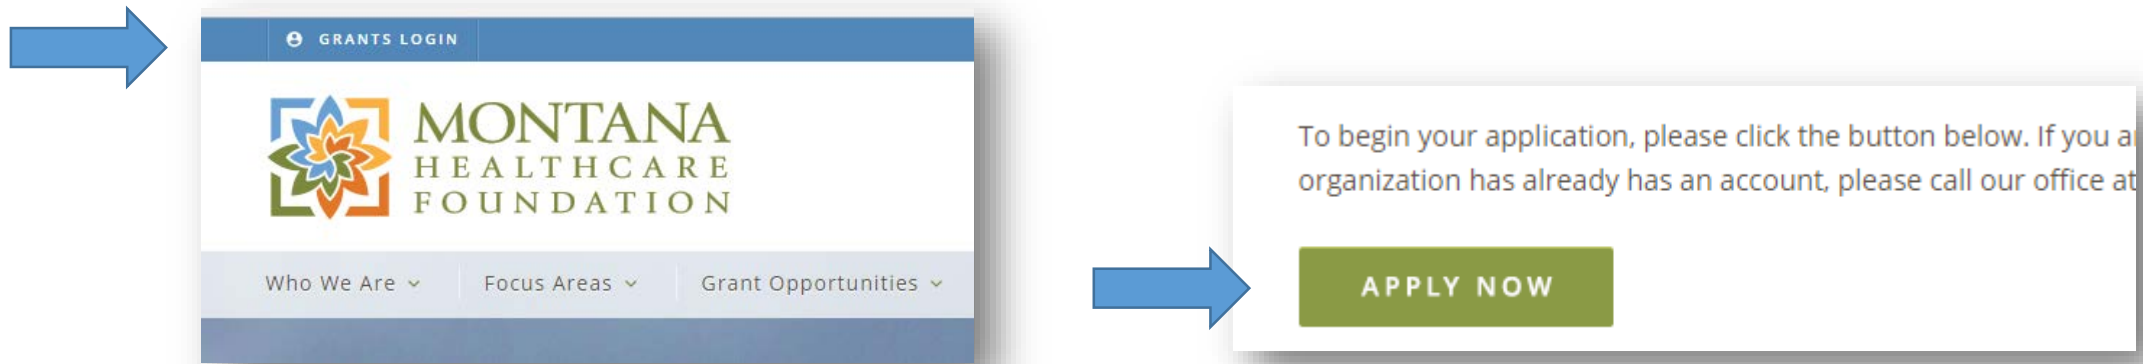 GRANTS LOGIN
MONTANA
HEALTHCARE
FOUNDATION
Who We Are
Focus Areas
Grant Opportunities
To begin your application, please click the button below. If you
organization has already has an account, please call our office at
APPLY NOW